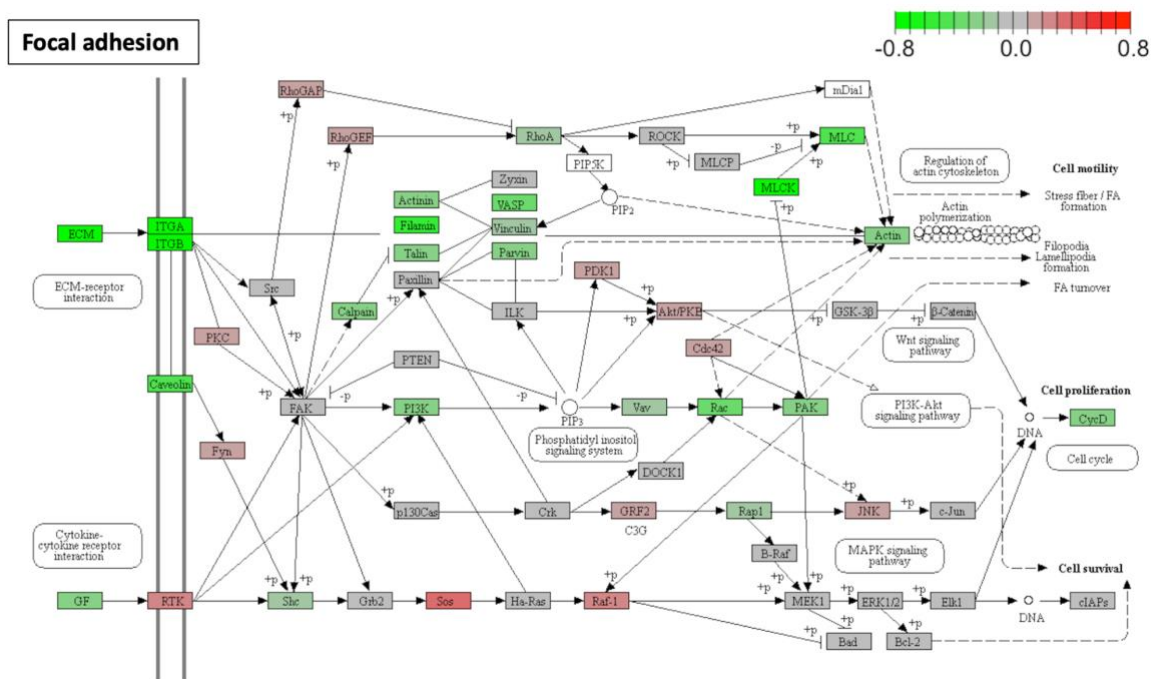 Focal adhesion
-0.8
0.0
0.8
RhoGAP
mDia1
+p
RhoGEF
RhoA
ROCK
+p
MLC
+p
+p
MLCP
-p
+p
PIP5K
MLCK
+p
PIP2
Regulation of
actin cytoskeleton
Cell motility
Stress fiber / FA
formation
Zyxin
Actinin
VASP
Filamin
Vinculin
Talin
Parvin
Paxillin
ECM
ITGA
ITGB
Actin
Actin
polymerization
Filopodia
Lamellipodia
formation
FA turnover
ECM-receptor
interaction
Src
Calpain
+p
ILK
PDK1
+p
+p
Akt/PKB
GSK-3β
+p
β-Catenin
+p
Wnt signaling
pathway
PKC
+p
Cdc42
PTEN
Caveolin
+p
FAK
-p
PI3K
-p
PIP3
Vav
Rac
PAK
PI3K-Akt
signaling pathway
Cell proliferation
DNA
CycD
Cell cycle
Phosphatidyl inositol
signaling system
Fyn
DOCK1
+p
p130Cas
Crk
GRF2
C3G
Rap1
+p
JNK
+p
c-Jun
Cytokine-
cytokine receptor
interaction
B-Raf
MAPK signaling
pathway
Cell survival
+p
+p
+p
+p
+p
GF
RTK
Shc
Grb2
Sos
Ha-Ras
Raf-1
MEK1
+p
ERK1/2
+p
Elk1
DNA
cIAPs
+p
+p
Bad
+p
Bcl-2